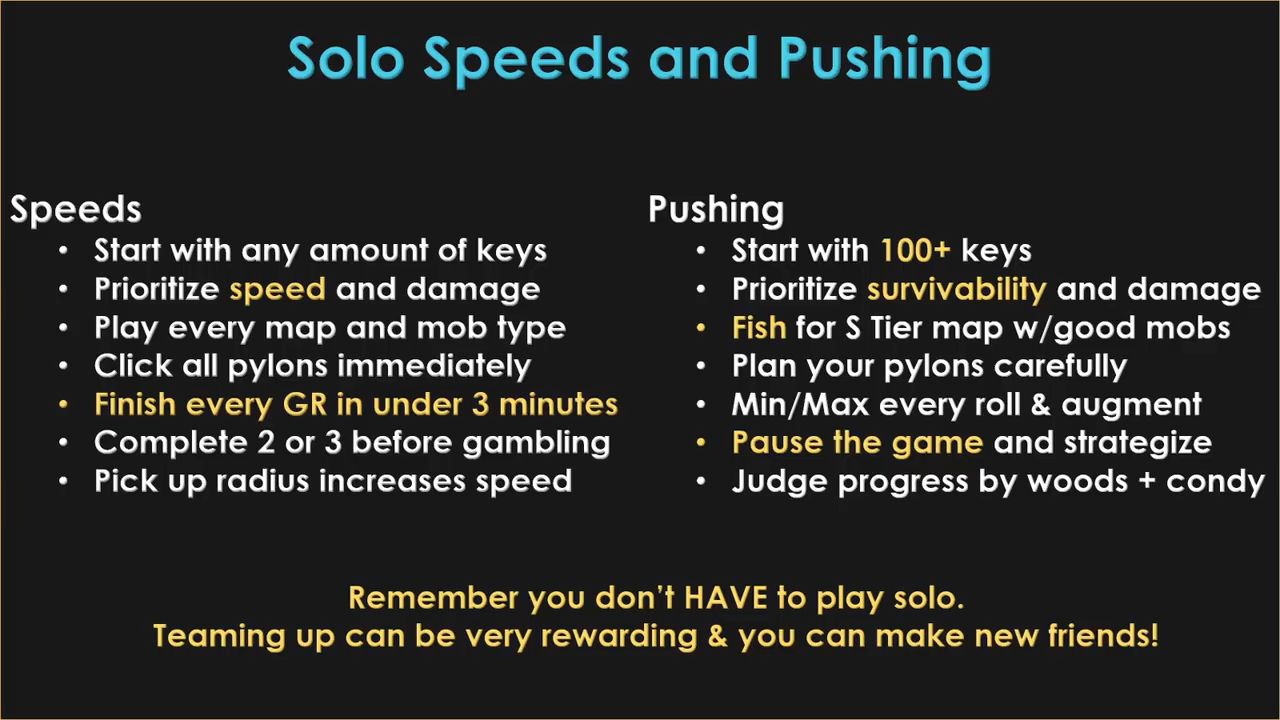 Solo Speeds and Pushing
Speeds
• Start with any amount of keys
• Prioritize speed and damage
• Play every map and mob type
• Click all pylons immediately
• Finish every GR in under 3 minutes
• Complete 2 or 3 before gambling
• Pick up radius increases speed
Pushing
• Start with 100+ keys
• Prioritize survivability and damage
• Fish for S Tier map w/good mobs
• Plan your pylons carefully
• Min/Max every roll & augment
• Pause the game and strategize
• Judge progress by woods + condy
Remember you don’t HAVE to play solo.
Teaming up can be very rewarding & you can make new friends!